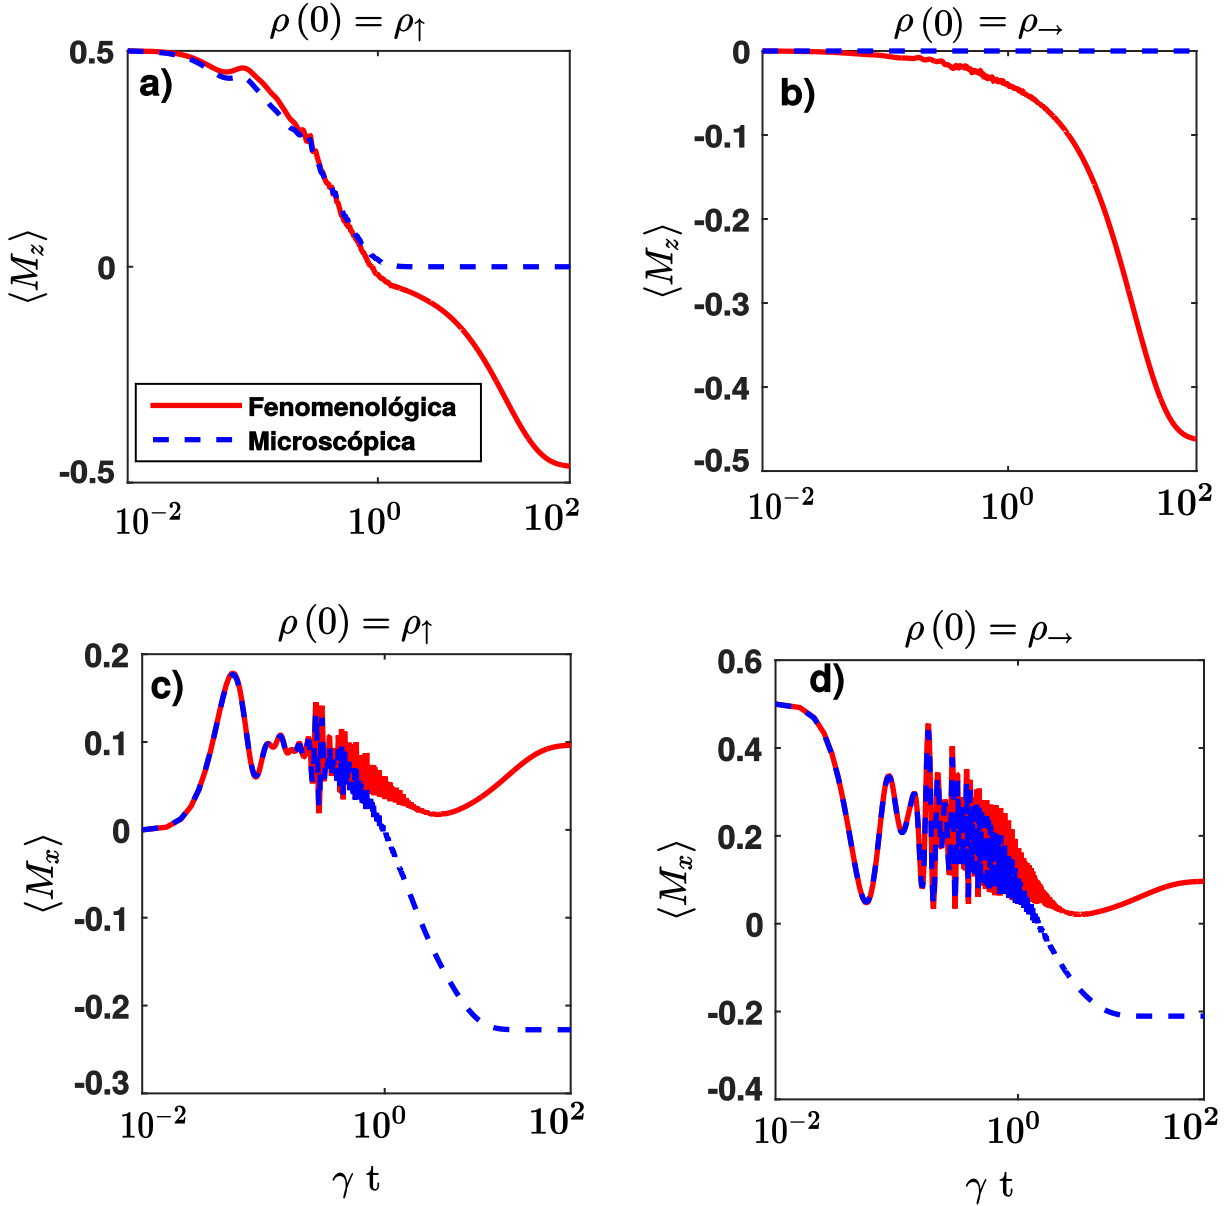 ρ (0) = ρ↑
0.5
a)
0
⟨M_z⟩
Fenomenológica
Microscópica
-0.5
10^{-2} 10^0 10^2
ρ (0) = ρ→
0
b)
-0.1
-0.2
⟨M_z⟩
-0.3
-0.4
-0.5
10^{-2} 10^0 10^2
ρ (0) = ρ↑
0.2
c)
0.1
0
⟨M_x⟩
-0.1
-0.2
-0.3
10^{-2} 10^0 10^2
γ t
ρ (0) = ρ→
0.6
d)
0.4
0.2
⟨M_x⟩
0
-0.2
-0.4
10^{-2} 10^0 10^2
γ t